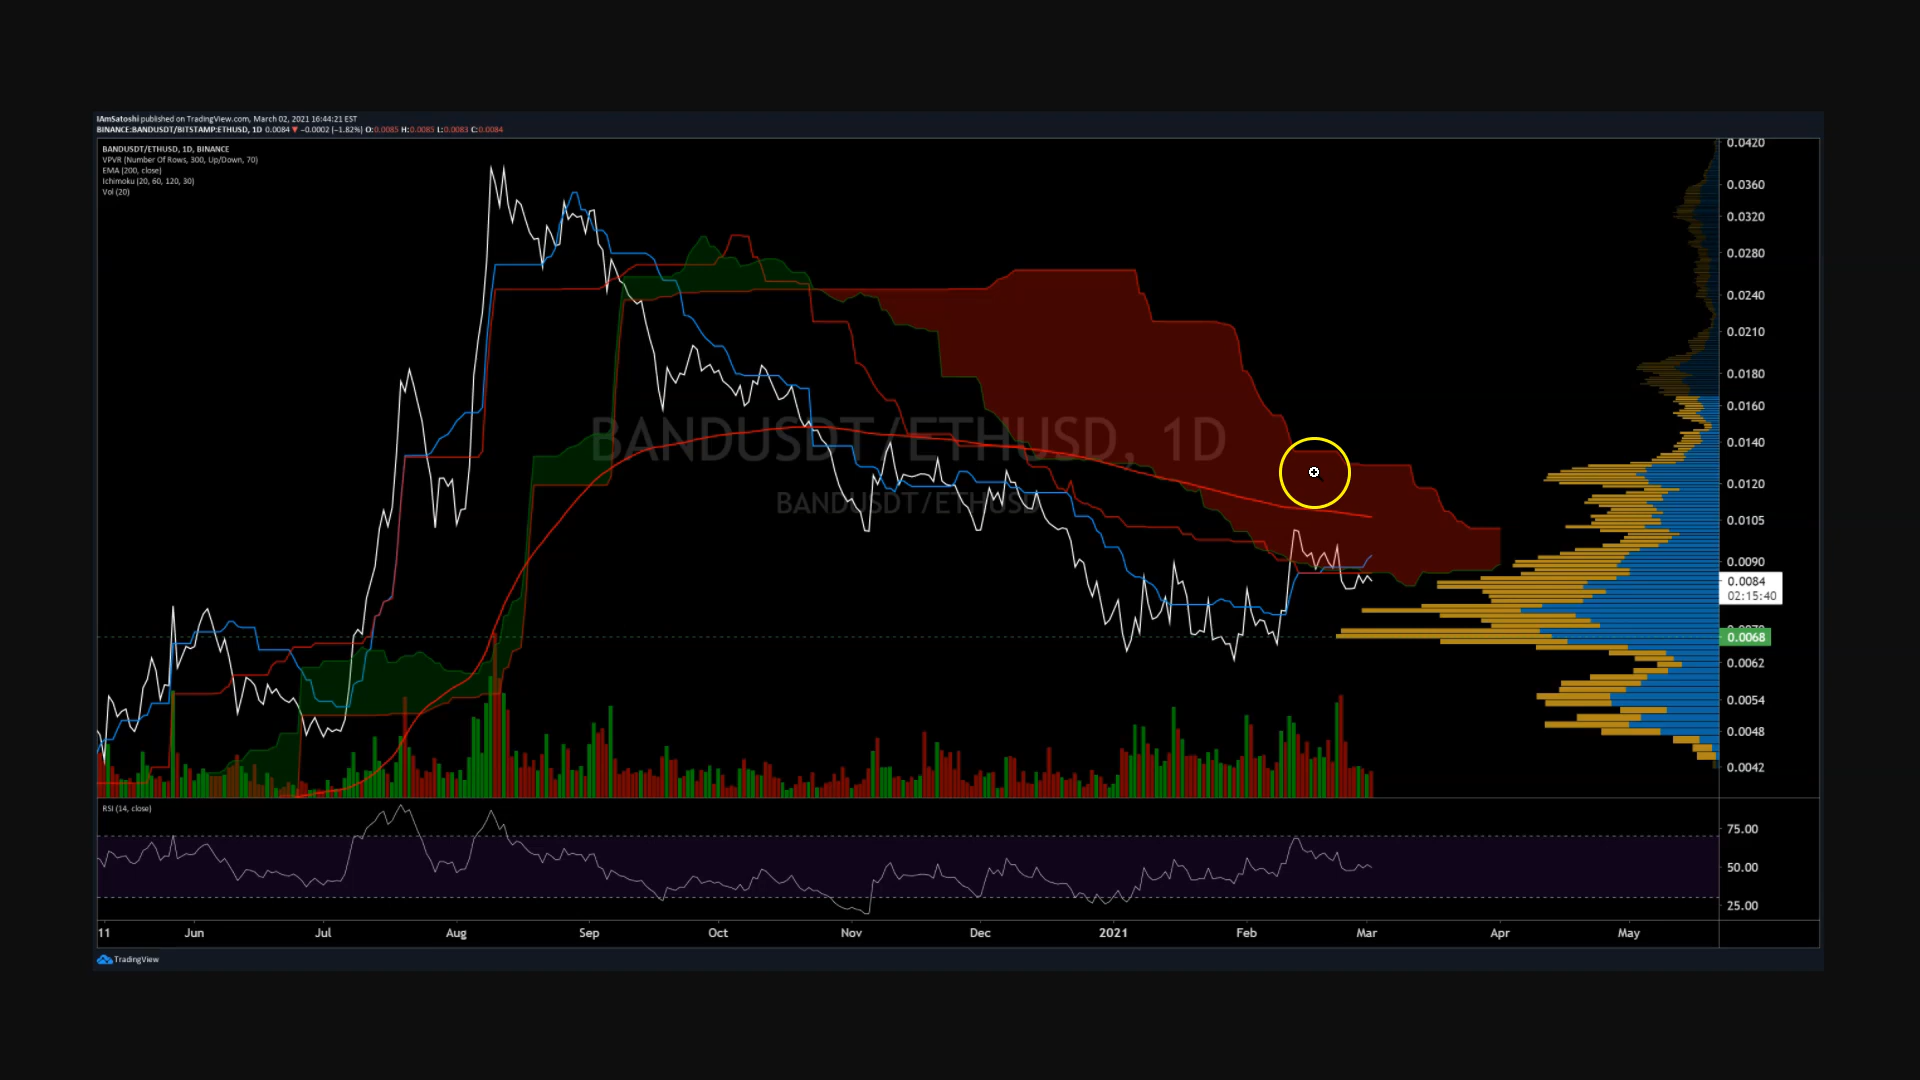 IAmSatoshi published on TradingView.com, March 02, 2021 16:44:21 EST
BINANCE:BANDUSDT/BITSTAMP:ETHUSD, 1D 0.0084 ▼ −0.0002 (−1.82%) O:0.0085 H:0.0085 L:0.0083 C:0.0084
BANDUSDT/ETHUSD, 1D, BINANCE
VPVR (Number Of Rows, 300, Up/Down, 70)
EMA (200, close)
Ichimoku (20, 60, 120, 30)
Vol (20)
BANDUSDT/ETHUSD, 1D
BANDUSDT/ETHUSD
0.0420
0.0360
0.0320
0.0280
0.0240
0.0210
0.0180
0.0160
0.0140
0.0120
0.0105
0.0090
0.0084
02:15:40
0.0068
0.0062
0.0054
0.0048
0.0042
RSI (14, close)
75.00
50.00
25.00
11 Jun Jul Aug Sep Oct Nov Dec 2021 Feb Mar Apr May
TradingView